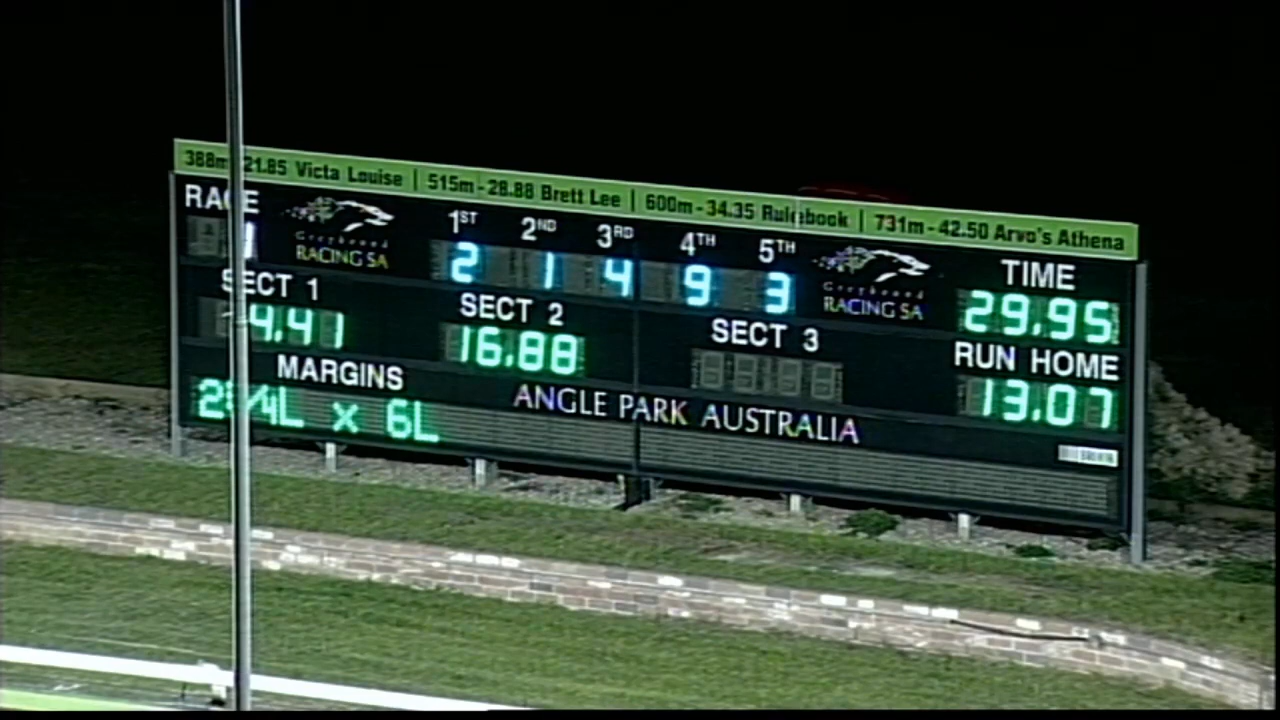 388m 21.85 Victa Louise | 515m-28.88 Brett Lee | 600m-34.35 Rulebook | 731m-42.50 Arvo's Athena
RACE 1ST 2ND 3RD 4TH 5TH TIME
Greyhound RACING SA 2 1 4 9 3 Greyhound RACING SA 29.95
SECT 1 SECT 2 SECT 3 RUN HOME
4.41 16.88 13.07
MARGINS ANGLE PARK AUSTRALIA
x 6L